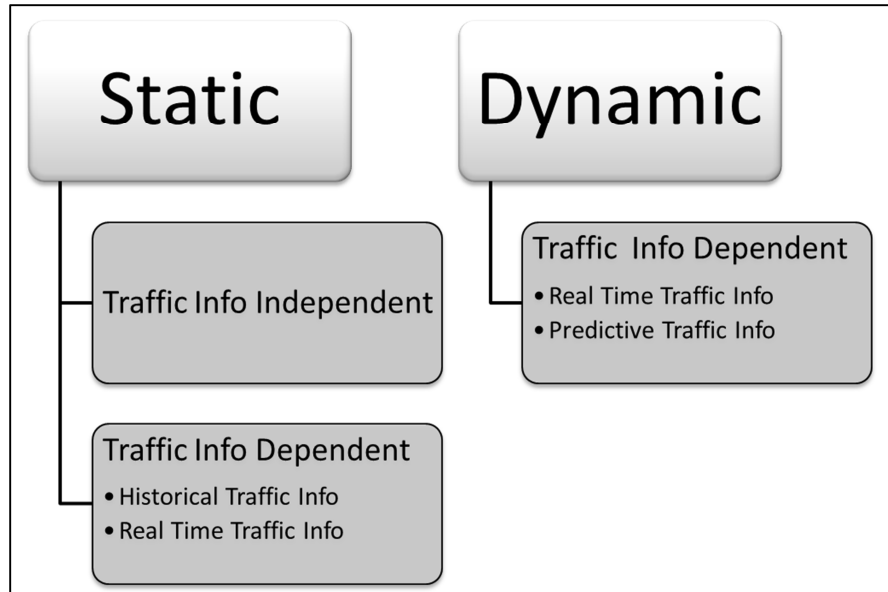 Static
Traffic Info Independent
Traffic Info Dependent
• Historical Traffic Info
• Real Time Traffic Info
Dynamic
Traffic Info Dependent
• Real Time Traffic Info
• Predictive Traffic Info